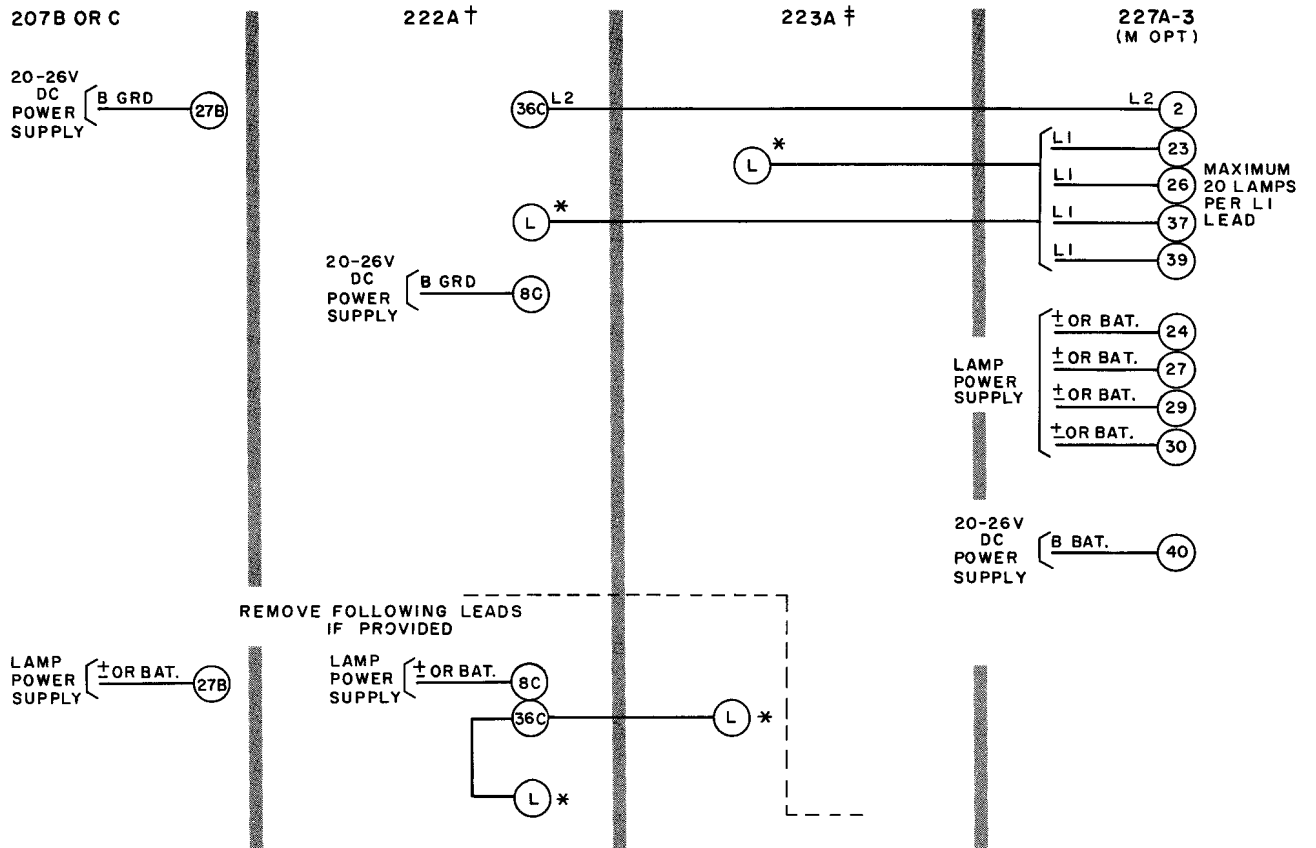 207B OR C
222A †
223A ‡
227A-3
(M OPT)
20-26V
DC
POWER
SUPPLY
B GRD
27B
36C
L2
L2
2
L *
L1
23
L1
26
L1
37
L1
39
MAXIMUM
20 LAMPS
PER L1
LEAD
L *
20-26V
DC
POWER
SUPPLY
B GRD
8C
LAMP
POWER
SUPPLY
± OR BAT.
24
± OR BAT.
27
± OR BAT.
29
± OR BAT.
30
20-26V
DC
POWER
SUPPLY
B BAT.
40
REMOVE FOLLOWING LEADS
IF PROVIDED
LAMP
POWER
SUPPLY
± OR BAT.
27B
LAMP
POWER
SUPPLY
± OR BAT.
8C
36C
L *
L *